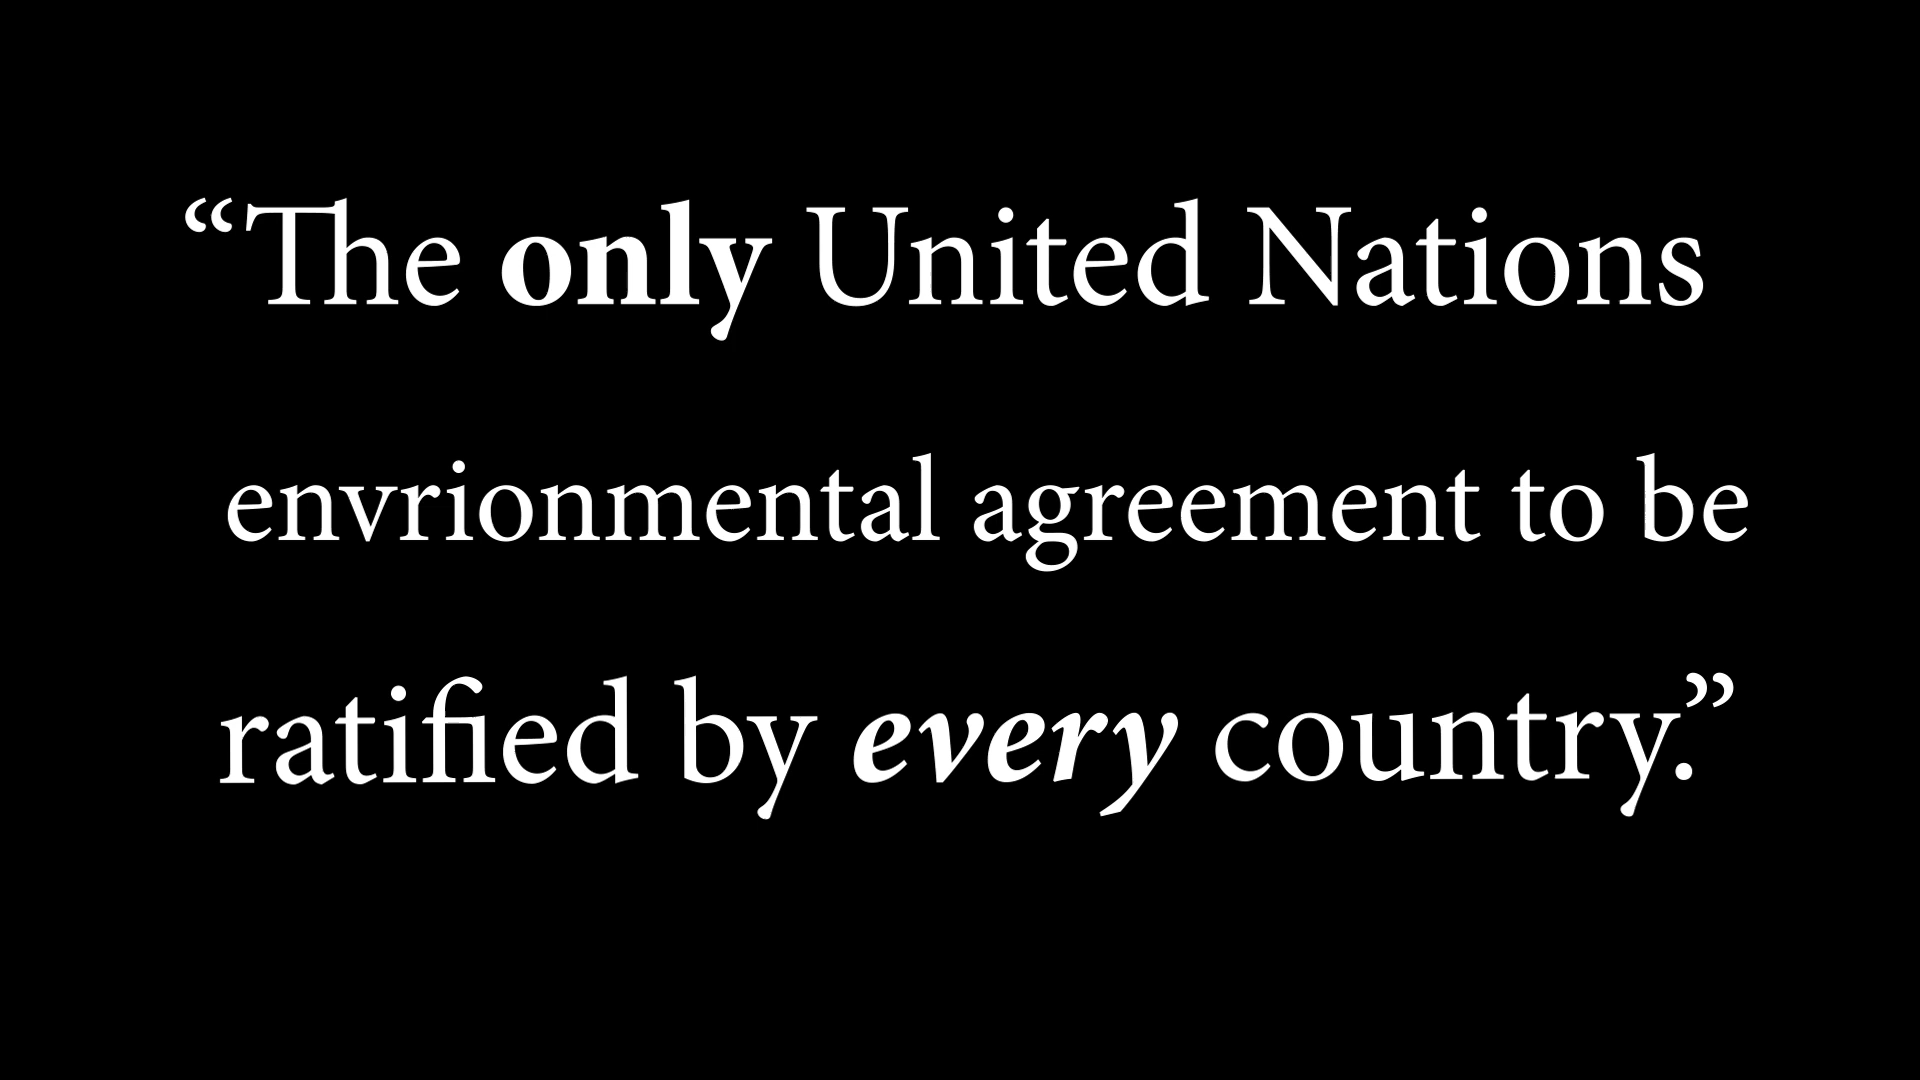 “The only United Nations
envrionmental agreement to be
ratified by every country.”